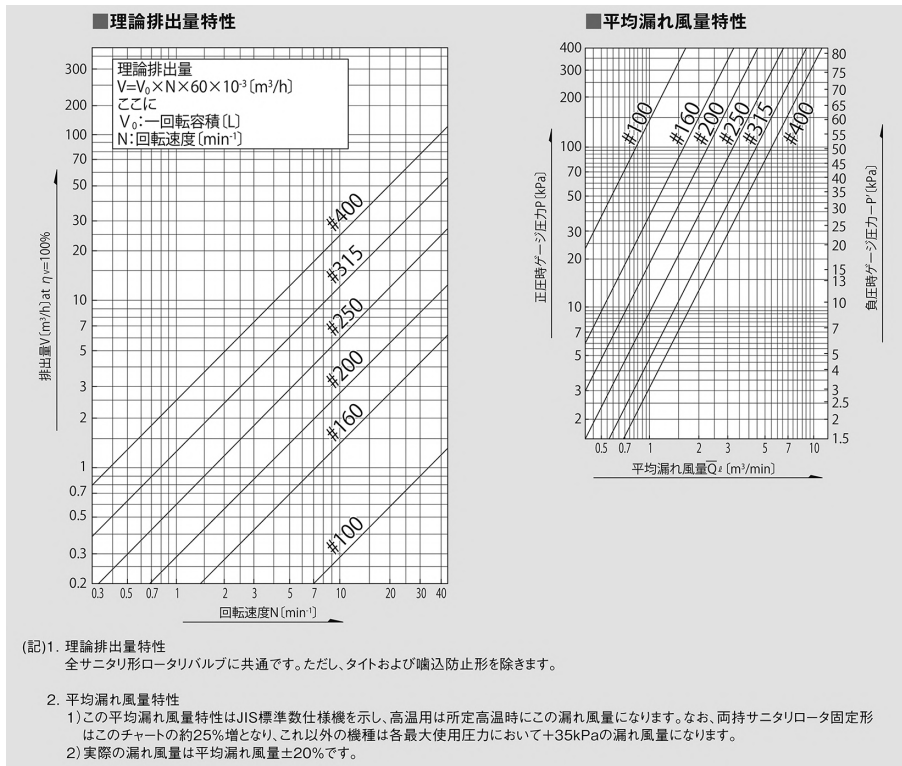 ■理論排出量特性
理論排出量
V=V₀×N×60×10⁻³〔m³/h〕
ここに
V₀:一回転容積〔L〕
N:回転速度〔min⁻¹〕
排出量V〔m³/h〕at ηv=100%
300
200
100
70
50
30
20
10
7
5
3
2
1
0.7
0.5
0.3
0.2
#400
#315
#250
#200
#160
#100
0.3 0.5 0.7 1 2 3 5 7 10 20 30 40
回転速度N〔min⁻¹〕
■平均漏れ風量特性
正圧時ゲージ圧力P〔kPa〕
400
300
200
100
70
50
30
20
10
7
5
3
2
#100 #160 #200 #250 #315 #400
80
75
70
65
60
55
50
45
40
35
30
25
20
15
13
10
7
5
4
3
2.5
2
1.5
負圧時ゲージ圧力−P'〔kPa〕
0.5 0.7 1 2 3 5 7 10
平均漏れ風量Q̅ℓ〔m³/min〕
(記)1. 理論排出量特性
全サニタリ形ロータリバルブに共通です。ただし、タイトおよび噛込防止形を除きます。
2. 平均漏れ風量特性
1)この平均漏れ風量特性はJIS標準数仕様機を示し、高温用は所定高温時にこの漏れ風量になります。なお、両持サニタリロータ固定形
はこのチャートの約25%増となり、これ以外の機種は各最大使用圧力において+35kPaの漏れ風量になります。
2)実際の漏れ風量は平均漏れ風量±20%です。